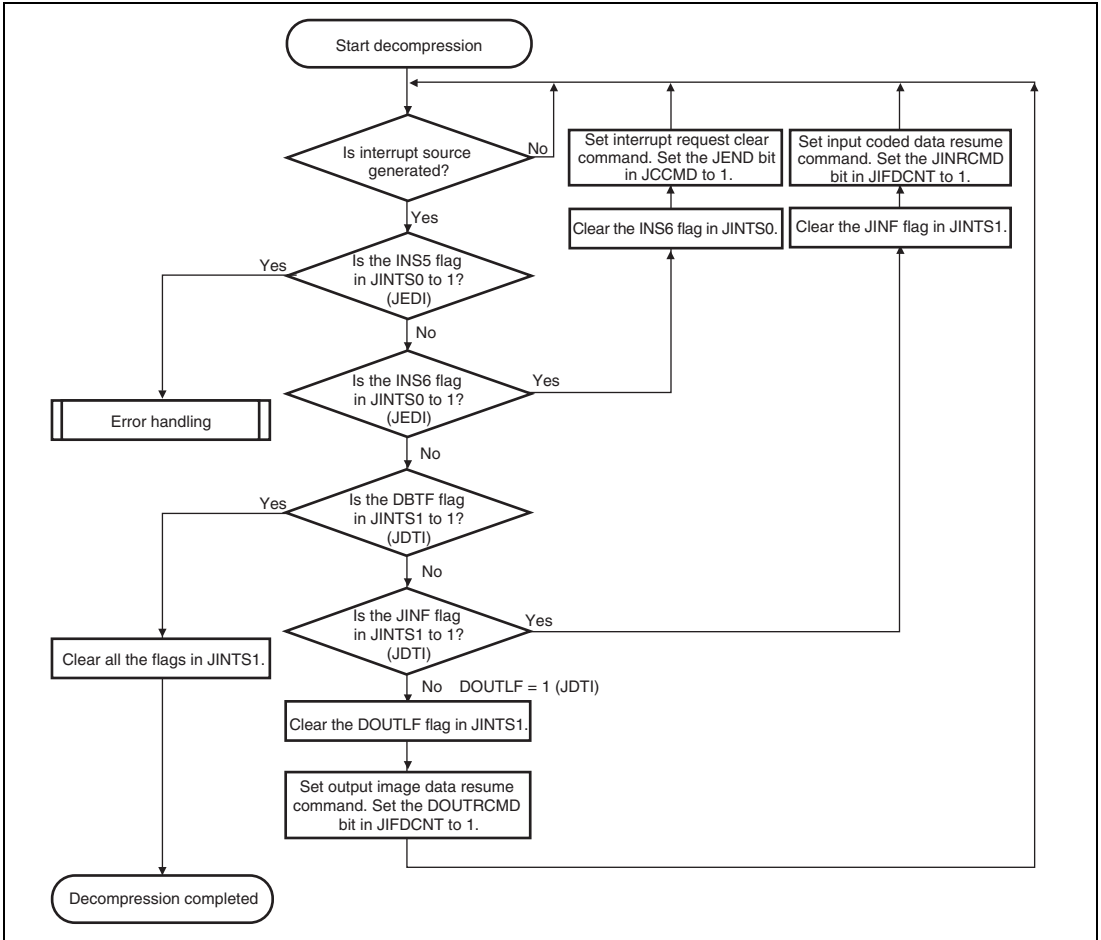 Start decompression
Is interrupt source
generated?
No
Yes
Set interrupt request clear
command. Set the JEND bit
in JCCMD to 1.
Set input coded data resume
command. Set the JINRCMD
bit in JIFDCNT to 1.
Clear the INS6 flag in JINTS0.
Clear the JINF flag in JINTS1.
Is the INS5 flag
in JINTS0 to 1?
(JEDI)
Yes
No
Is the INS6 flag
in JINTS0 to 1?
(JEDI)
Yes
Error handling
No
Is the DBTF flag
in JINTS1 to 1?
(JDTI)
Yes
No
Is the JINF flag
in JINTS1 to 1?
(JDTI)
Yes
Clear all the flags in JINTS1.
No DOUTLF = 1 (JDTI)
Clear the DOUTLF flag in JINTS1.
Set output image data resume
command. Set the DOUTRCMD
bit in JIFDCNT to 1.
Decompression completed